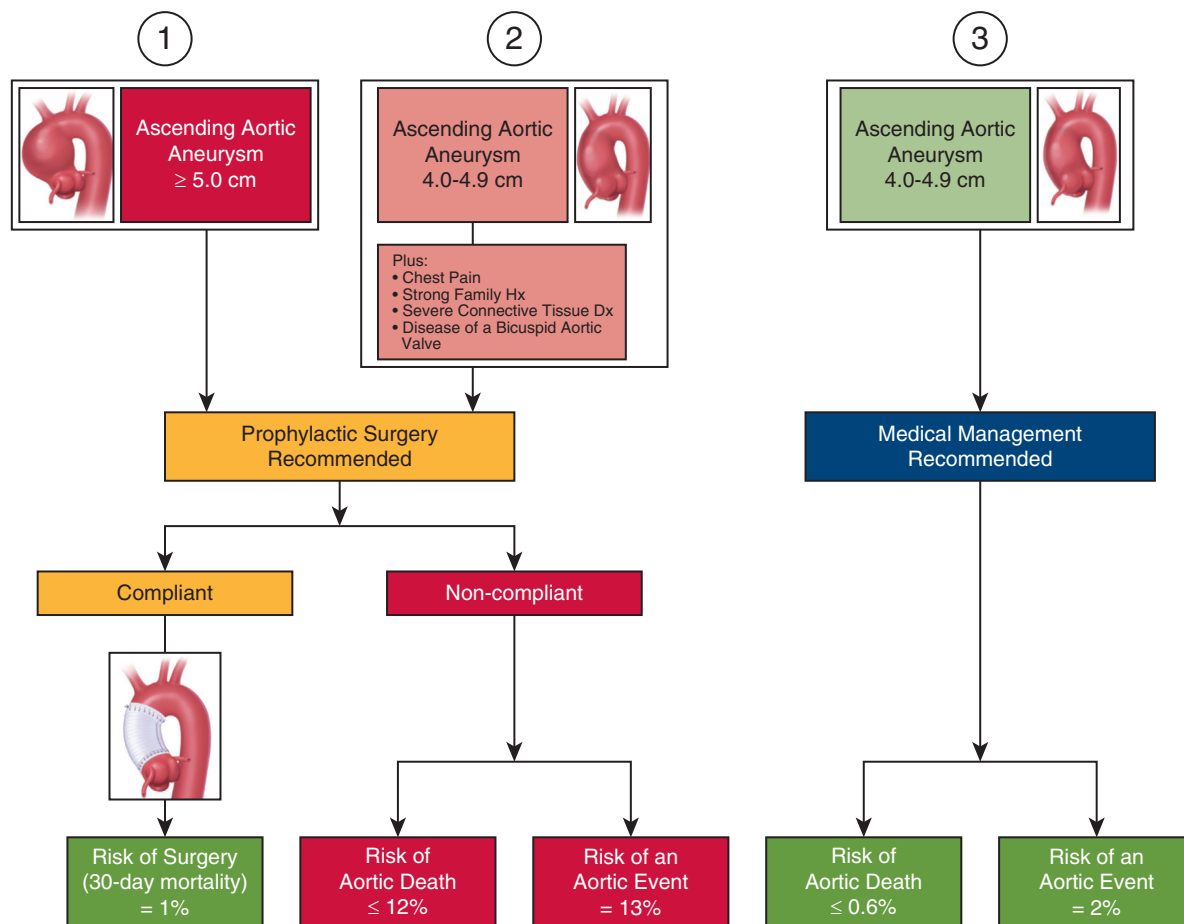 1
2
3
Ascending Aortic
Aneurysm
≥ 5.0 cm
Ascending Aortic
Aneurysm
4.0-4.9 cm
Plus:
• Chest Pain
• Strong Family Hx
• Severe Connective Tissue Dx
• Disease of a Bicuspid Aortic
Valve
Ascending Aortic
Aneurysm
4.0-4.9 cm
Prophylactic Surgery
Recommended
Medical Management
Recommended
Compliant
Non-compliant
Risk of Surgery
(30-day mortality)
= 1%
Risk of
Aortic Death
≤ 12%
Risk of an
Aortic Event
= 13%
Risk of
Aortic Death
≤ 0.6%
Risk of an
Aortic Event
= 2%